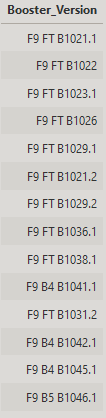 Booster_Version
F9 FT B1021.1
F9 FT B1022
F9 FT B1023.1
F9 FT B1026
F9 FT B1029.1
F9 FT B1021.2
F9 FT B1029.2
F9 FT B1036.1
F9 FT B1038.1
F9 B4 B1041.1
F9 FT B1031.2
F9 B4 B1042.1
F9 B4 B1045.1
F9 B5 B1046.1